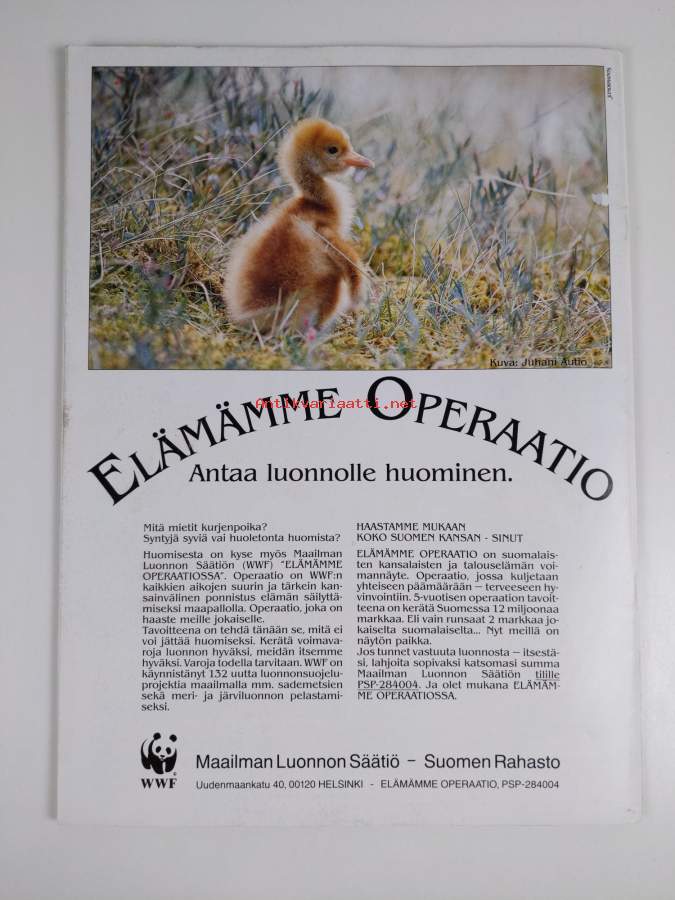 Kuva: Juhani Autio
Antikvariaatti.net
ELÄMÄMME OPERAATIO
Antaa luonnolle huominen.
Mitä mietit kurjenpoika?
Syntyjä syviä vai huoletonta huomista?
Huomisesta on kyse myös Maailman
Luonnon Säätiön (WWF) "ELÄMÄMME
OPERAATIOSSA". Operaatio on WWF:n
kaikkien aikojen suurin ja tärkein kan-
sainvälinen ponnistus elämän säilyttä-
miseksi maapallolla. Operaatio, joka on
haaste meille jokaiselle.
Tavoitteena on tehdä tänään se, mitä ei
voi jättää huomiseksi. Kerätä voimava-
roja luonnon hyväksi, meidän itsemme
hyväksi. Varoja todella tarvitaan. WWF on
käynnistänyt 132 uutta luonnonsuojelu-
projektia maailmalla mm. sademetsien
sekä meri- ja järviluonnon pelastami-
seksi.
HAASTAMME MUKAAN
KOKO SUOMEN KANSAN - SINUT
ELÄMÄMME OPERAATIO on suomalais-
ten kansalaisten ja talouselämän voi-
mannäyte. Operaatio, jossa kuljetaan
yhteiseen päämäärään – terveeseen hy-
vinvointiin. 5-vuotisen operaation tavoit-
teena on kerätä Suomessa 12 miljoonaa
markkaa. Eli vain runsaat 2 markkaa jo-
kaiselta suomalaiselta... Nyt meillä on
näytön paikka.
Jos tunnet vastuuta luonnosta – itsestä-
si, lahjoita sopivaksi katsomasi summa
Maailman Luonnon Säätiön tilille
PSP-284004. Ja olet mukana ELÄMÄM-
ME OPERAATIOSSA.
WWF
Maailman Luonnon Säätiö – Suomen Rahasto
Uudenmaankatu 40, 00120 HELSINKI - ELÄMÄMME OPERAATIO, PSP-284004